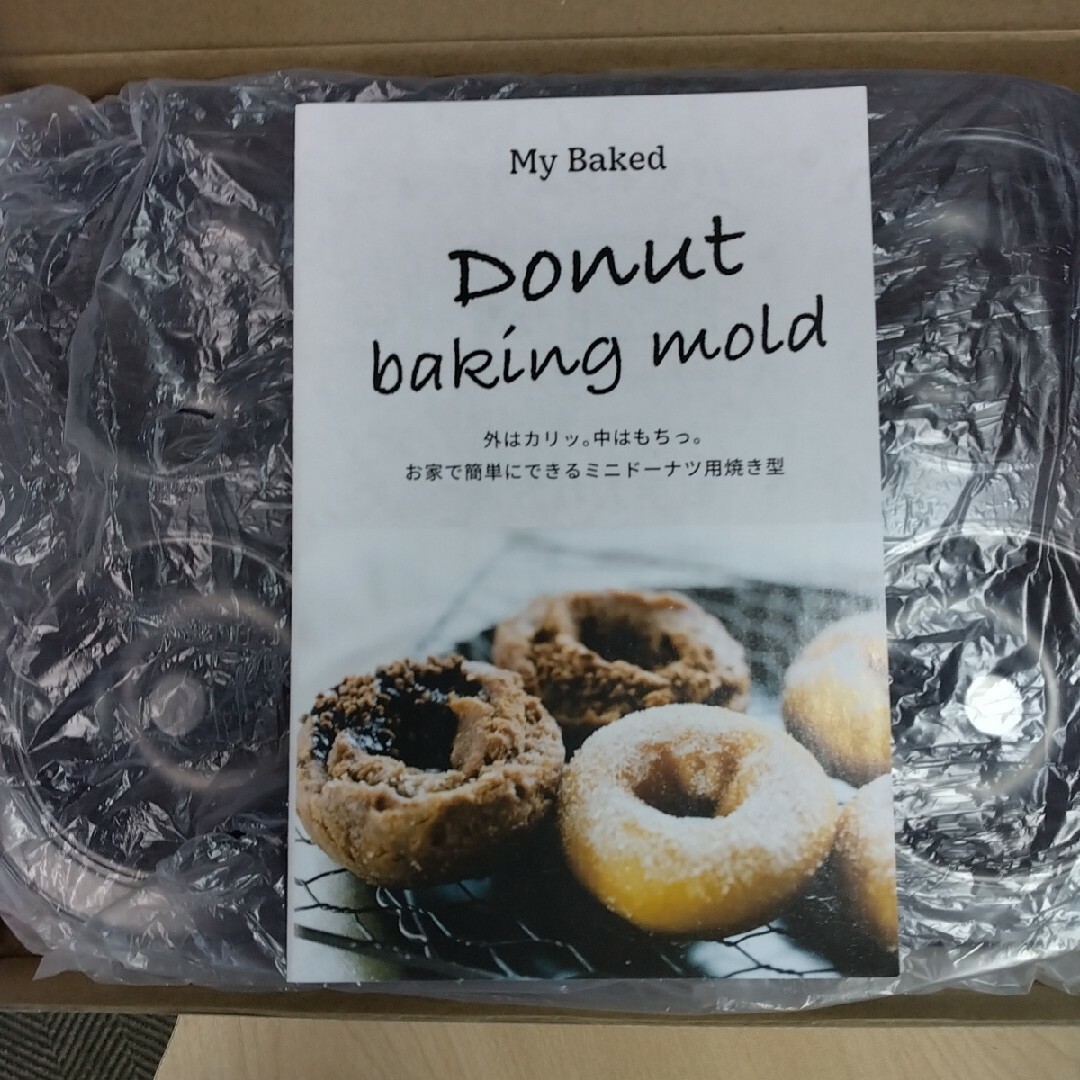 My Baked
Donut
baking mold
外はカリッ。中はもちっ。
お家で簡単にできるミニドーナツ用焼き型